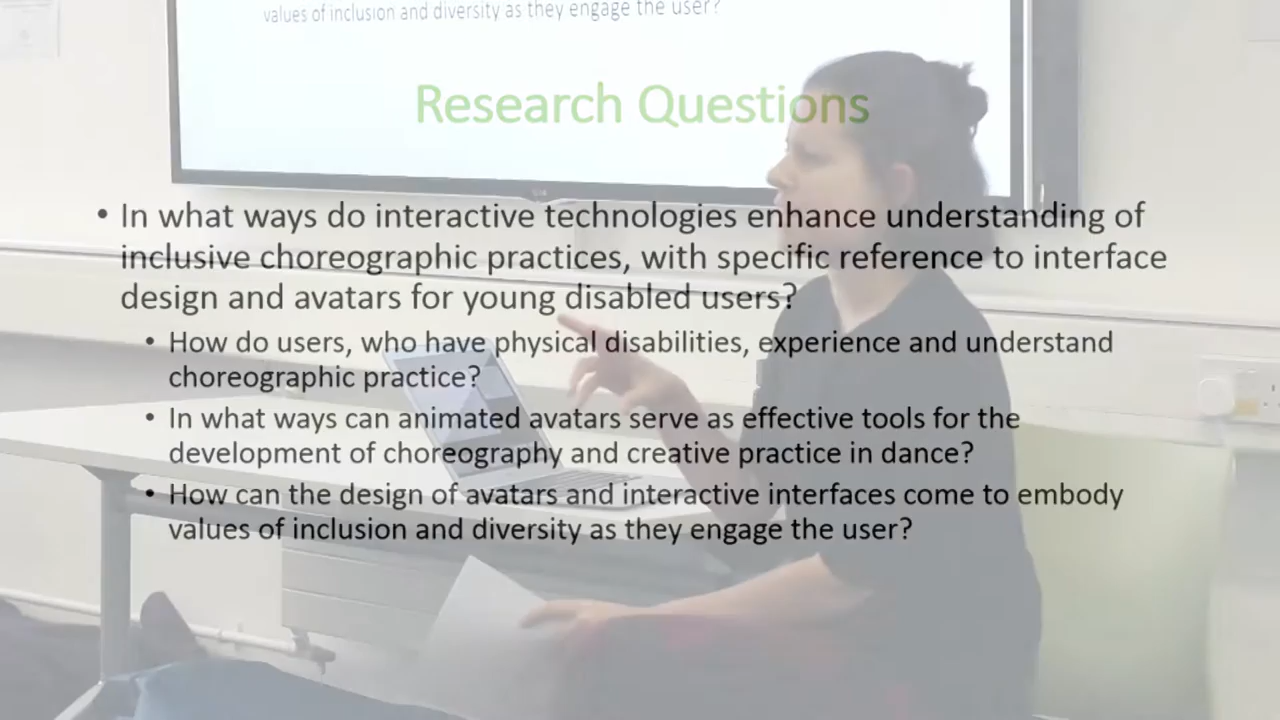 values of inclusion and diversity as they engage the user?
Research Questions
• In what ways do interactive technologies enhance understanding of
inclusive choreographic practices, with specific reference to interface
design and avatars for young disabled users?
• How do users, who have physical disabilities, experience and understand
choreographic practice?
• In what ways can animated avatars serve as effective tools for the
development of choreography and creative practice in dance?
• How can the design of avatars and interactive interfaces come to embody
values of inclusion and diversity as they engage the user?